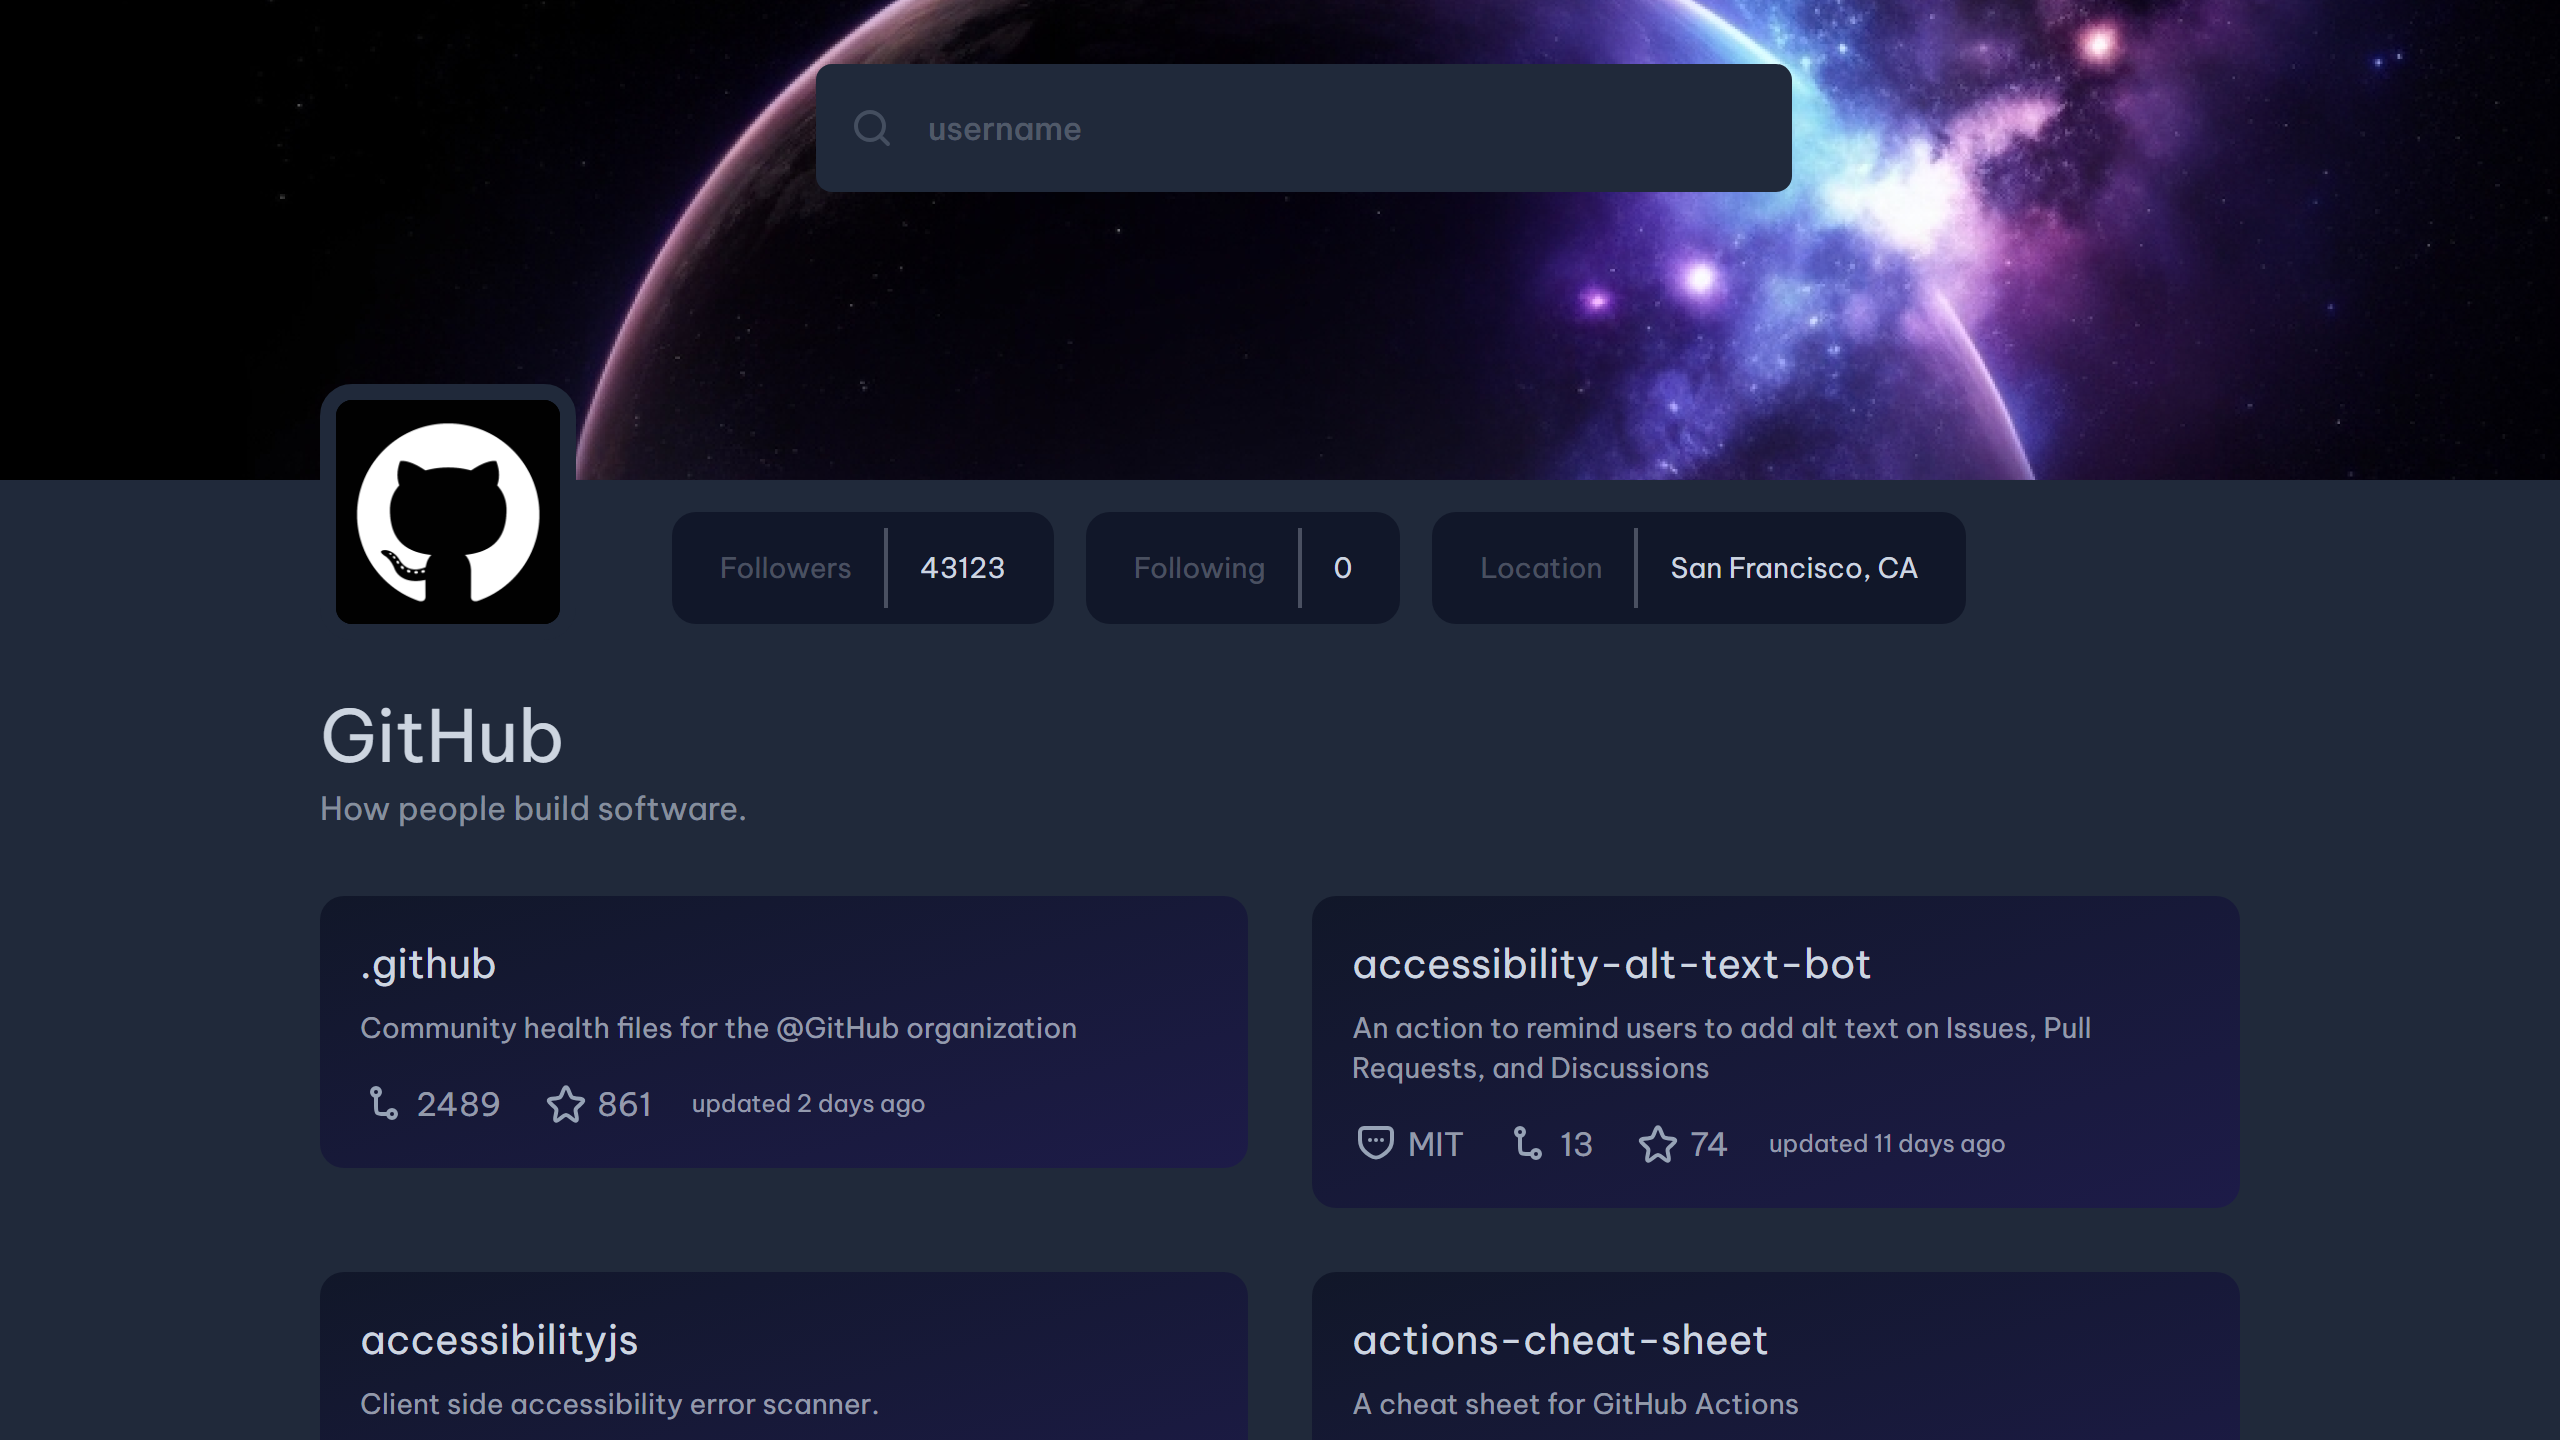 username
Followers 43123 Following 0 Location San Francisco, CA
GitHub
How people build software.
.github
Community health files for the @GitHub organization
2489 861 updated 2 days ago
accessibility-alt-text-bot
An action to remind users to add alt text on Issues, Pull
Requests, and Discussions
MIT 13 74 updated 11 days ago
accessibilityjs
Client side accessibility error scanner.
actions-cheat-sheet
A cheat sheet for GitHub Actions